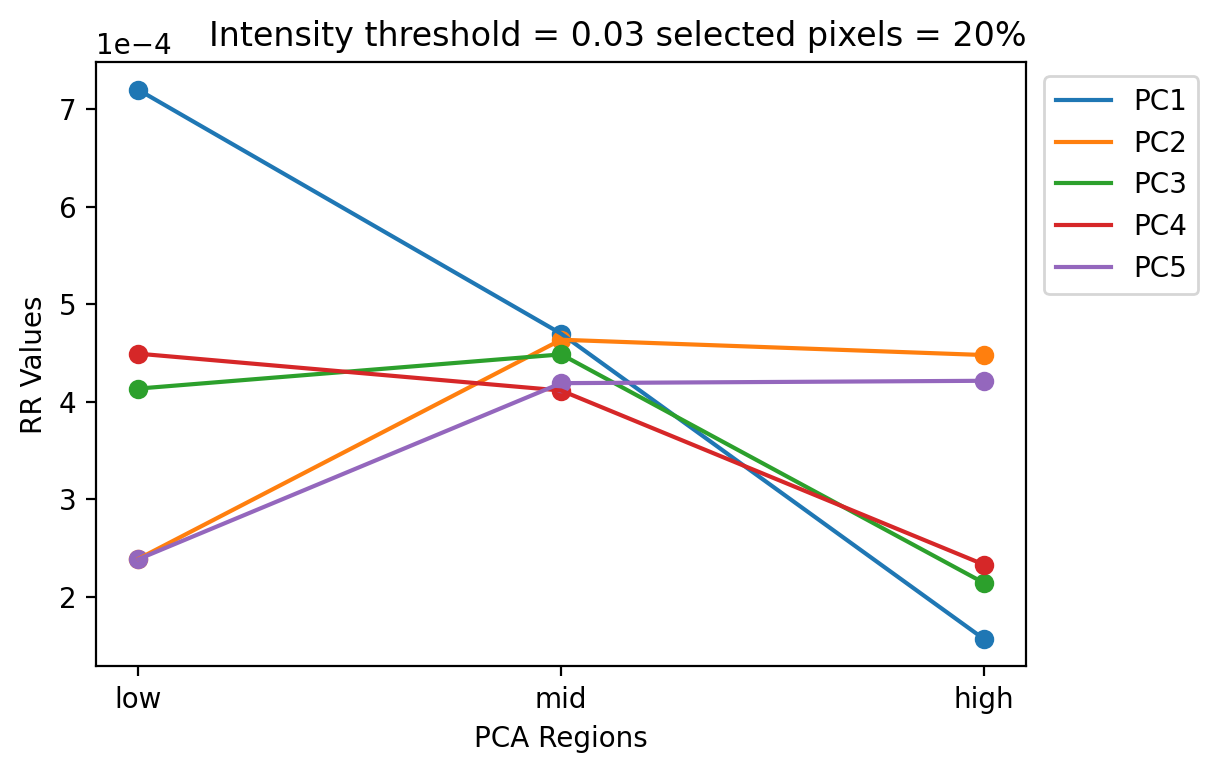 Intensity threshold = 0.03 selected pixels = 20%
1e−4
7
6
5
4
3
2
RR Values
low
mid
high
PCA Regions
PC1
PC2
PC3
PC4
PC5